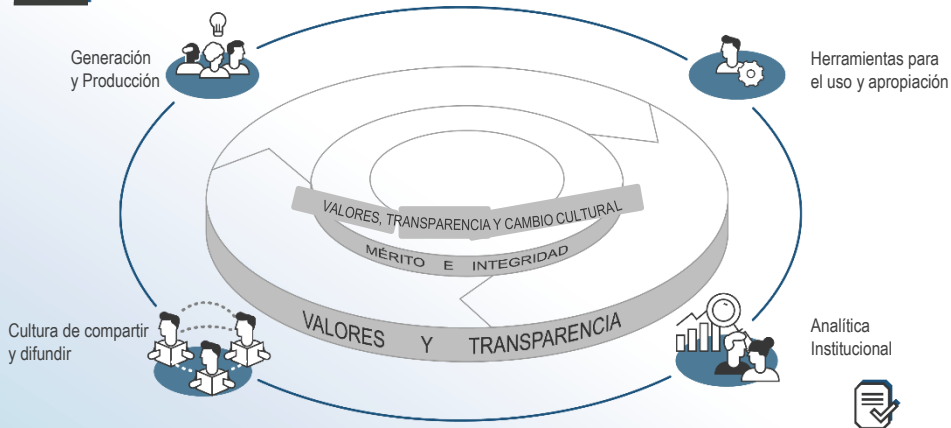 Generación
y Producción
Herramientas para
el uso y apropiación
VALORES, TRANSPARENCIA Y CAMBIO CULTURAL
MÉRITO E INTEGRIDAD
VALORES Y TRANSPARENCIA
Cultura de compartir
y difundir
Analítica
Institucional